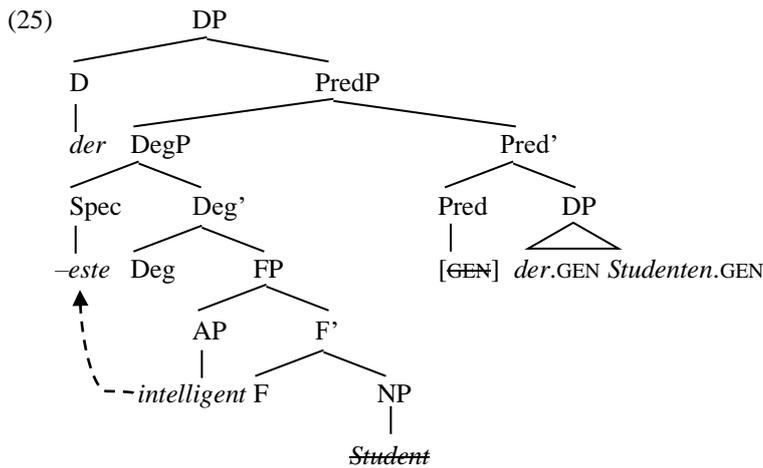 (25) DP
D PredP
der DegP Pred’
Spec Deg’ Pred DP
–este Deg FP [GEN] der.GEN Studenten.GEN
AP F’
intelligent F NP
Student